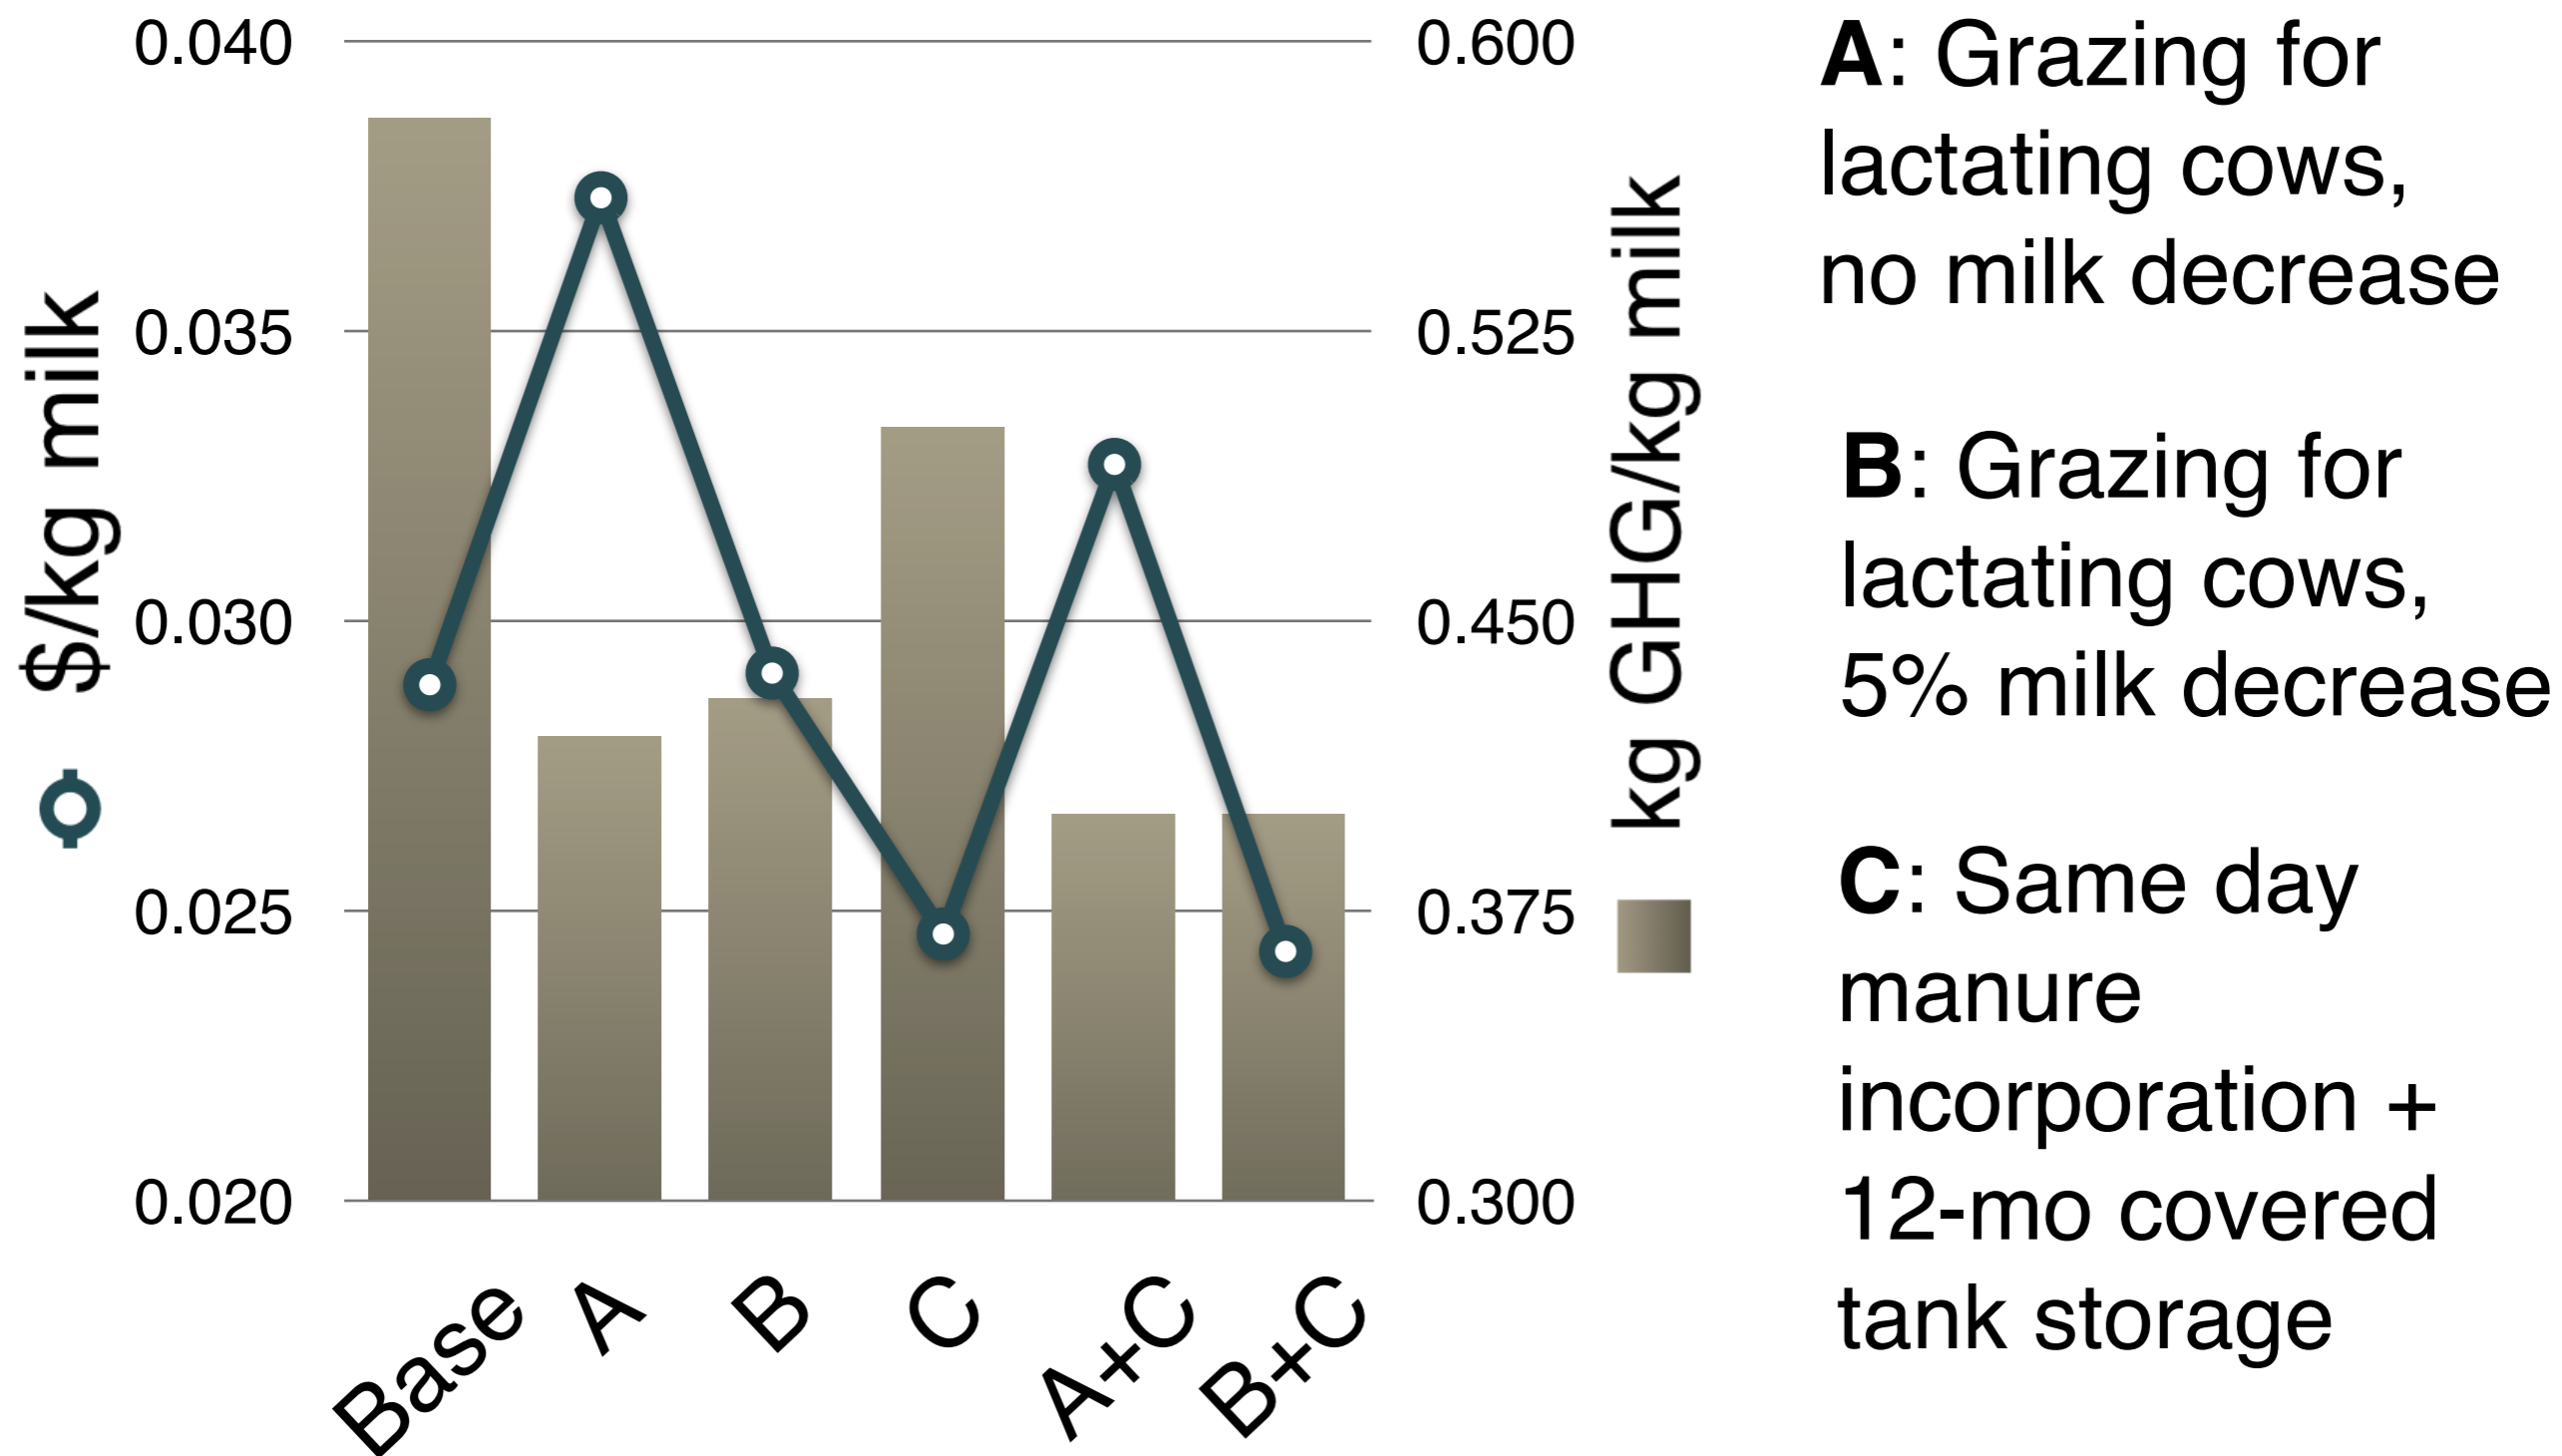 $/kg milk
0.040
0.035
0.030
0.025
0.020
0.600
0.525
0.450
0.375
0.300
kg GHG/kg milk
Base
A
B
C
A+C
B+C
A: Grazing for
lactating cows,
no milk decrease
B: Grazing for
lactating cows,
5% milk decrease
C: Same day
manure
incorporation +
12-mo covered
tank storage